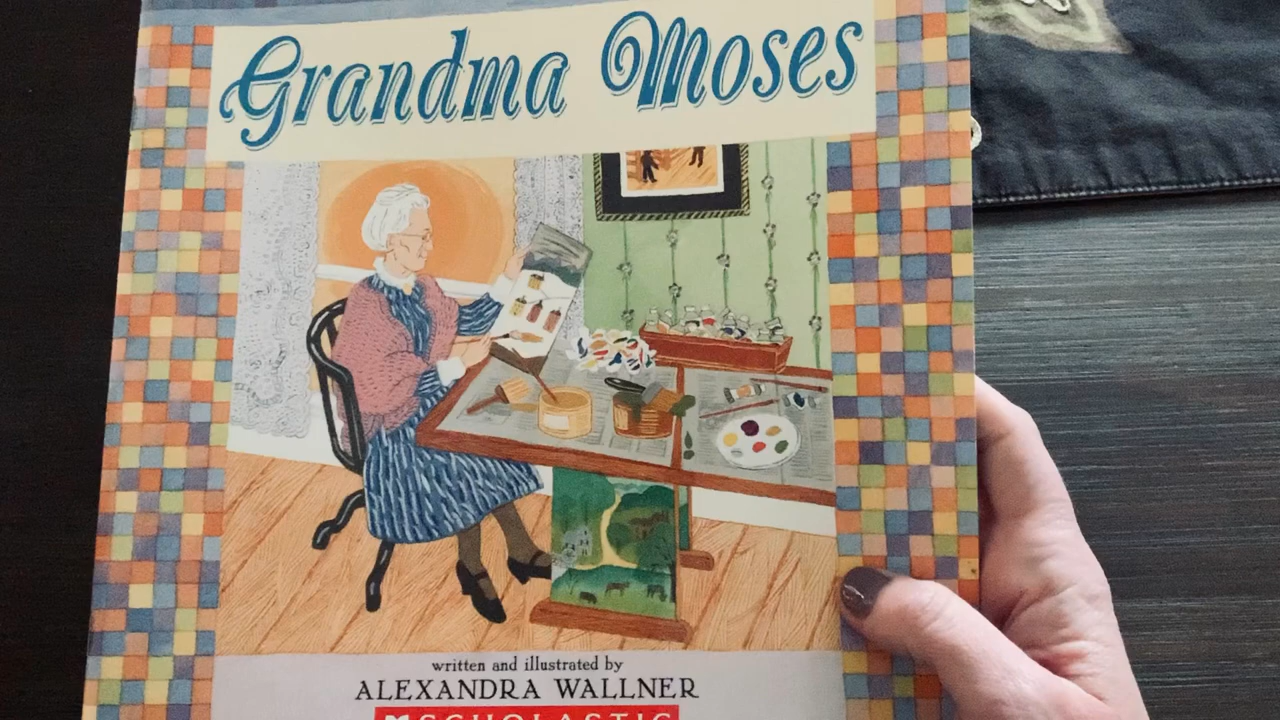 Grandma Moses
written and illustrated by
ALEXANDRA WALLNER
SCHOLASTIC